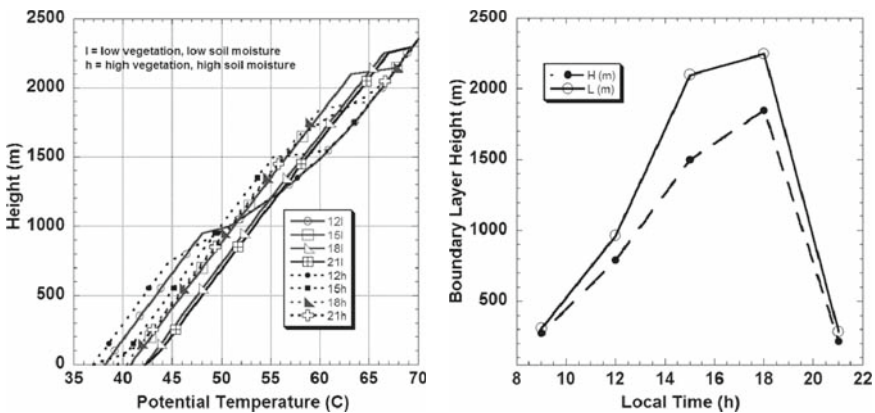 2500
2000
1500
1000
500
0
Height (m)
l = low vegetation, low soil moisture
h = high vegetation, high soil moisture
12l
15l
18l
21l
12h
15h
18h
21h
35 40 45 50 55 60 65 70
Potential Temperature (C)
2500
2000
1500
1000
500
Boundary Layer Height (m)
H (m)
L (m)
8 10 12 14 16 18 20 22
Local Time (h)